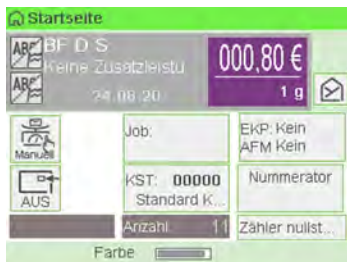 Startseite
BF D S
Keine Zusatzleistu
24.08.20
000,80 €
1 g
Manuell
Job:
EKP: Kein
AFM Kein
AUS
KST: 00000
Standard K...
Nummerator
Anzahl: 11
Zähler nullst...
Farbe